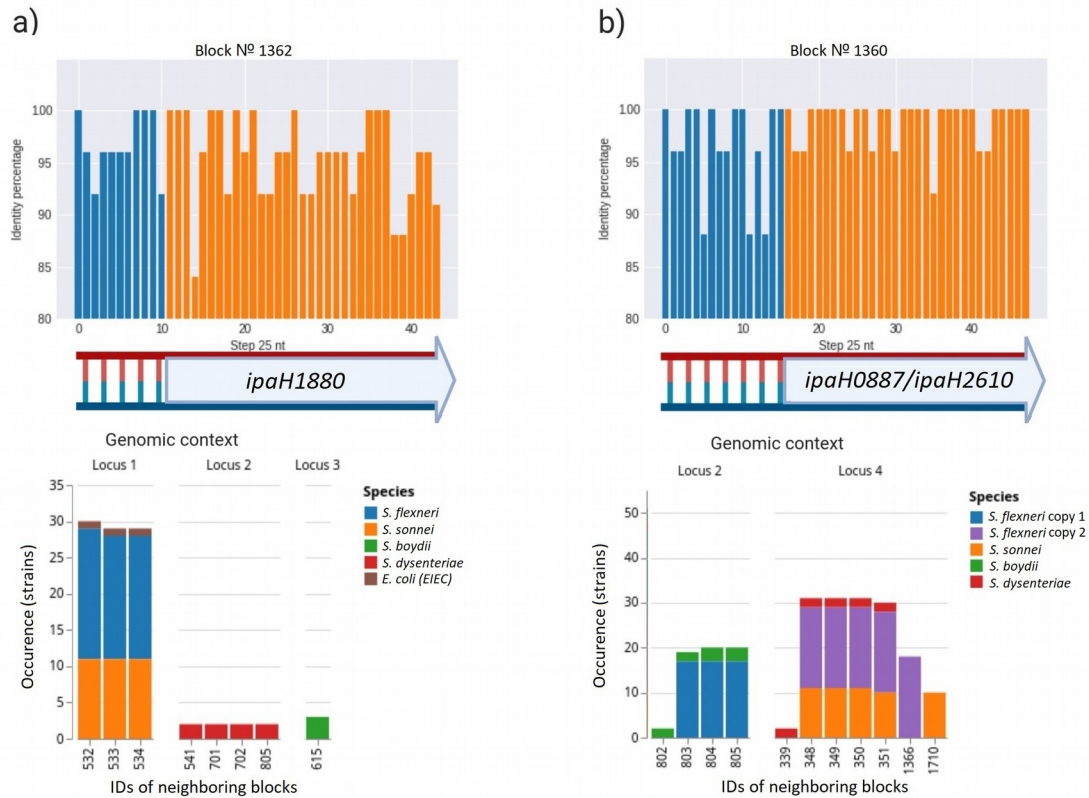 a)
Block № 1362
Identity percentage
100
95
90
85
80
0
10
20
30
40
Step 25 nt
ipaH1880
Genomic context
Locus 1
Locus 2
Locus 3
Occurence (strains)
35
30
25
20
15
10
5
0
532
533
534
541
701
702
805
615
IDs of neighboring blocks
Species
S. flexneri
S. sonnei
S. boydii
S. dysenteriae
E. coli (EIEC)
b)
Block № 1360
Identity percentage
100
95
90
85
80
0
10
20
30
40
Step 25 nt
ipaH0887/ipaH2610
Genomic context
Locus 2
Locus 4
Occurence (strains)
50
40
30
20
10
0
802
803
804
805
339
348
349
350
351
1366
1710
IDs of neighboring blocks
Species
S. flexneri copy 1
S. flexneri copy 2
S. sonnei
S. boydii
S. dysenteriae